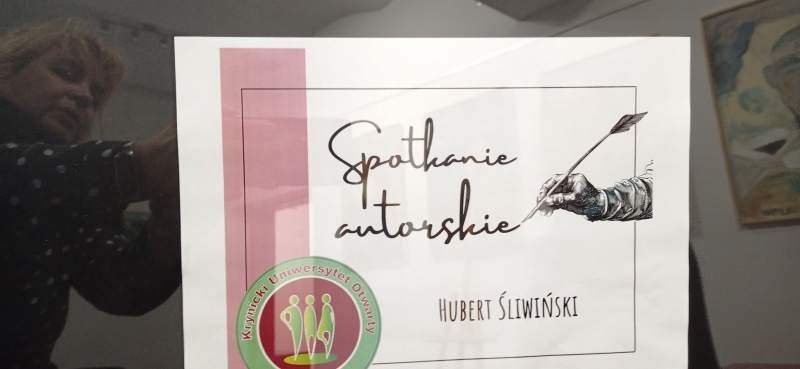 Spotkanie
autorskie
Krynicki Uniwersytet Otwarty
HUBERT ŚLIWIŃSKI